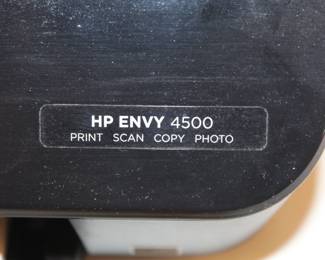 HP ENVY 4500
PRINT SCAN COPY PHOTO